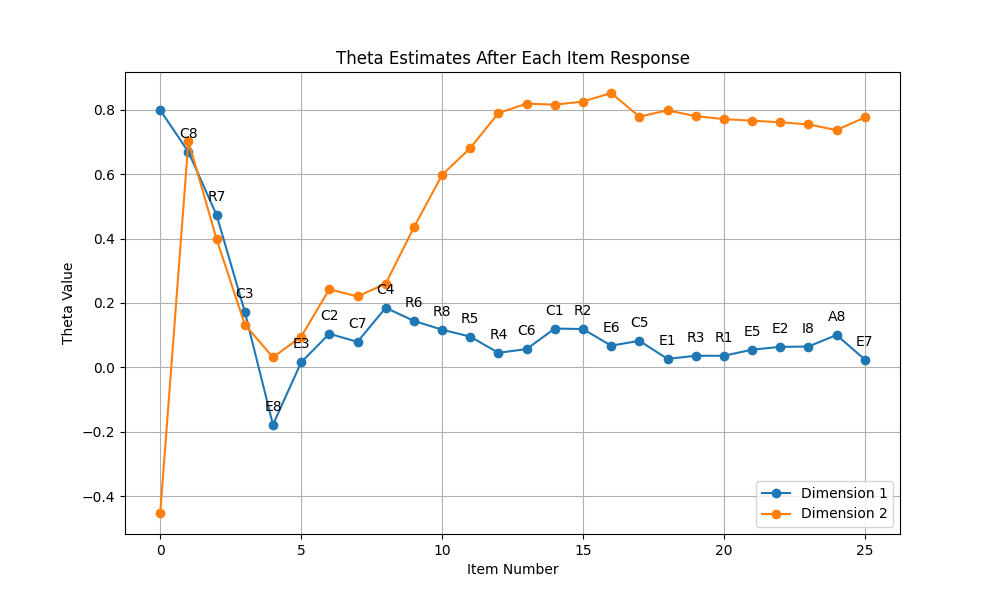 Theta Estimates After Each Item Response
Theta Value
0.8
0.6
0.4
0.2
0.0
−0.2
−0.4
C8
R7
C3
E8
E3
C2
C7
C4
R6
R8
R5
R4
C6
C1
R2
E6
C5
E1
R3
R1
E5
E2
I8
A8
E7
Dimension 1
Dimension 2
0
5
10
15
20
25
Item Number